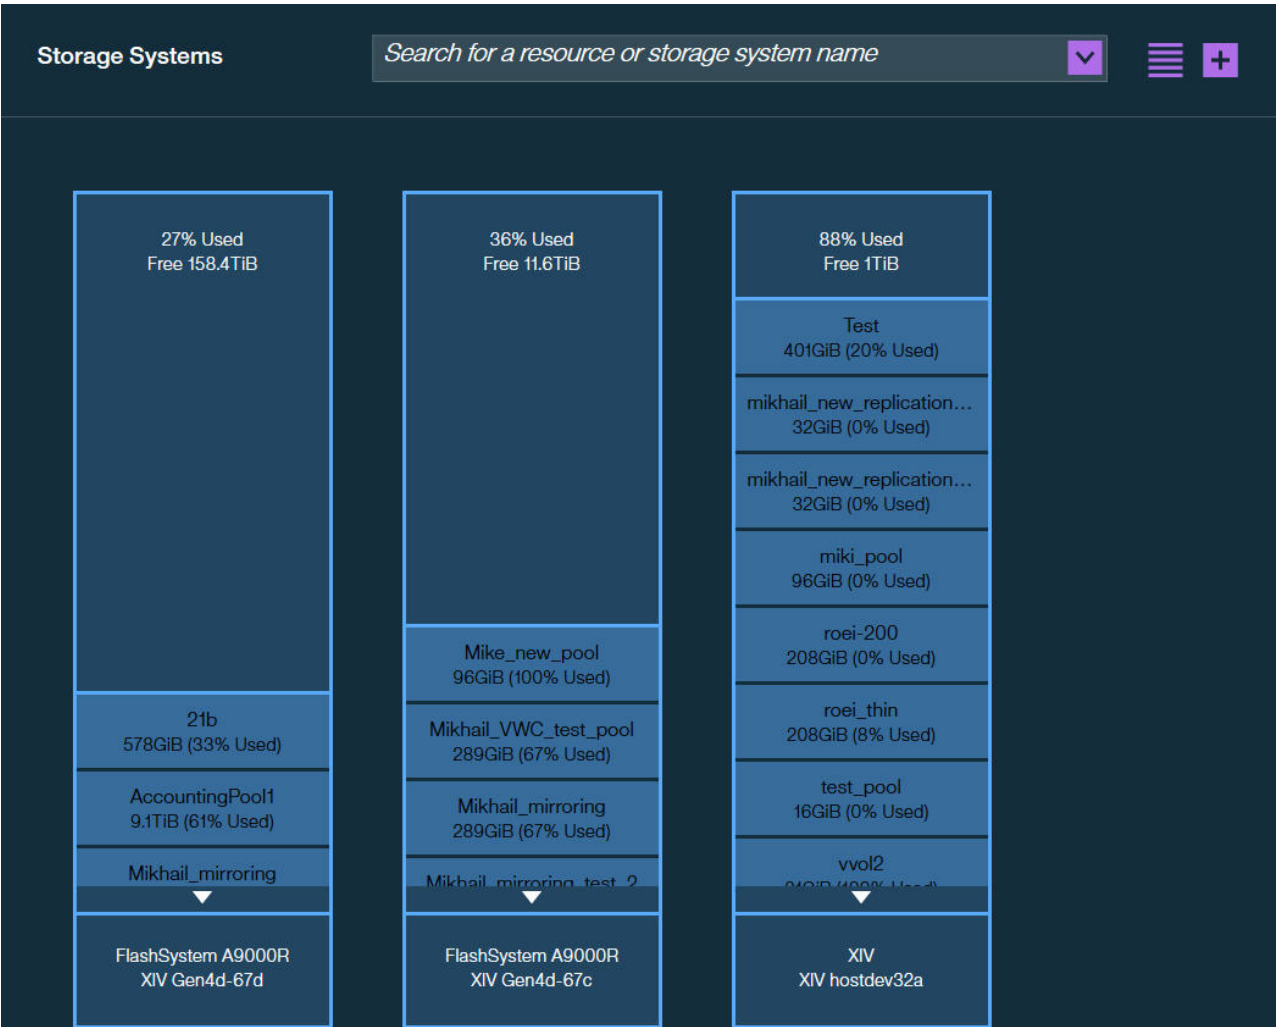 Storage Systems
Search for a resource or storage system name
27% Used
Free 158.4TiB
21b
578GiB (33% Used)
AccountingPool1
9.1TiB (61% Used)
Mikhail_mirroring
FlashSystem A9000R
XIV Gen4d-67d
36% Used
Free 11.6TiB
Mike_new_pool
96GiB (100% Used)
Mikhail_VWC_test_pool
289GiB (67% Used)
Mikhail_mirroring
289GiB (67% Used)
Mikhail_mirroring_test_2
FlashSystem A9000R
XIV Gen4d-67c
88% Used
Free 1TiB
Test
401GiB (20% Used)
mikhail_new_replication...
32GiB (0% Used)
mikhail_new_replication...
32GiB (0% Used)
miki_pool
96GiB (0% Used)
roei-200
208GiB (0% Used)
roei_thin
208GiB (8% Used)
test_pool
16GiB (0% Used)
vvol2
XIV
XIV hostdev32a